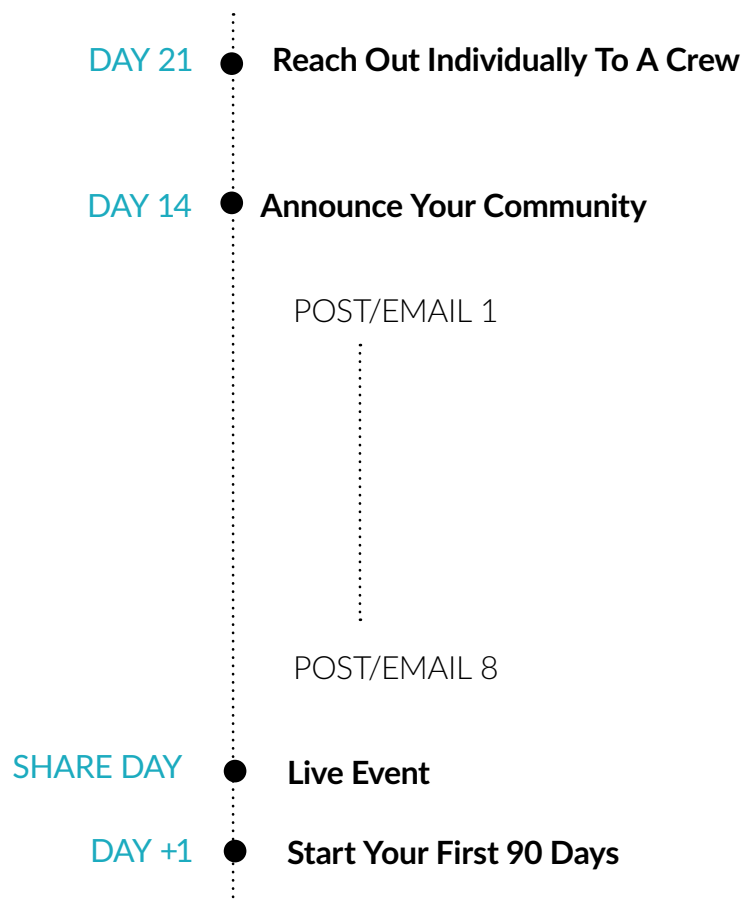 DAY 21 Reach Out Individually To A Crew
DAY 14 Announce Your Community
POST/EMAIL 1
POST/EMAIL 8
SHARE DAY Live Event
DAY +1 Start Your First 90 Days